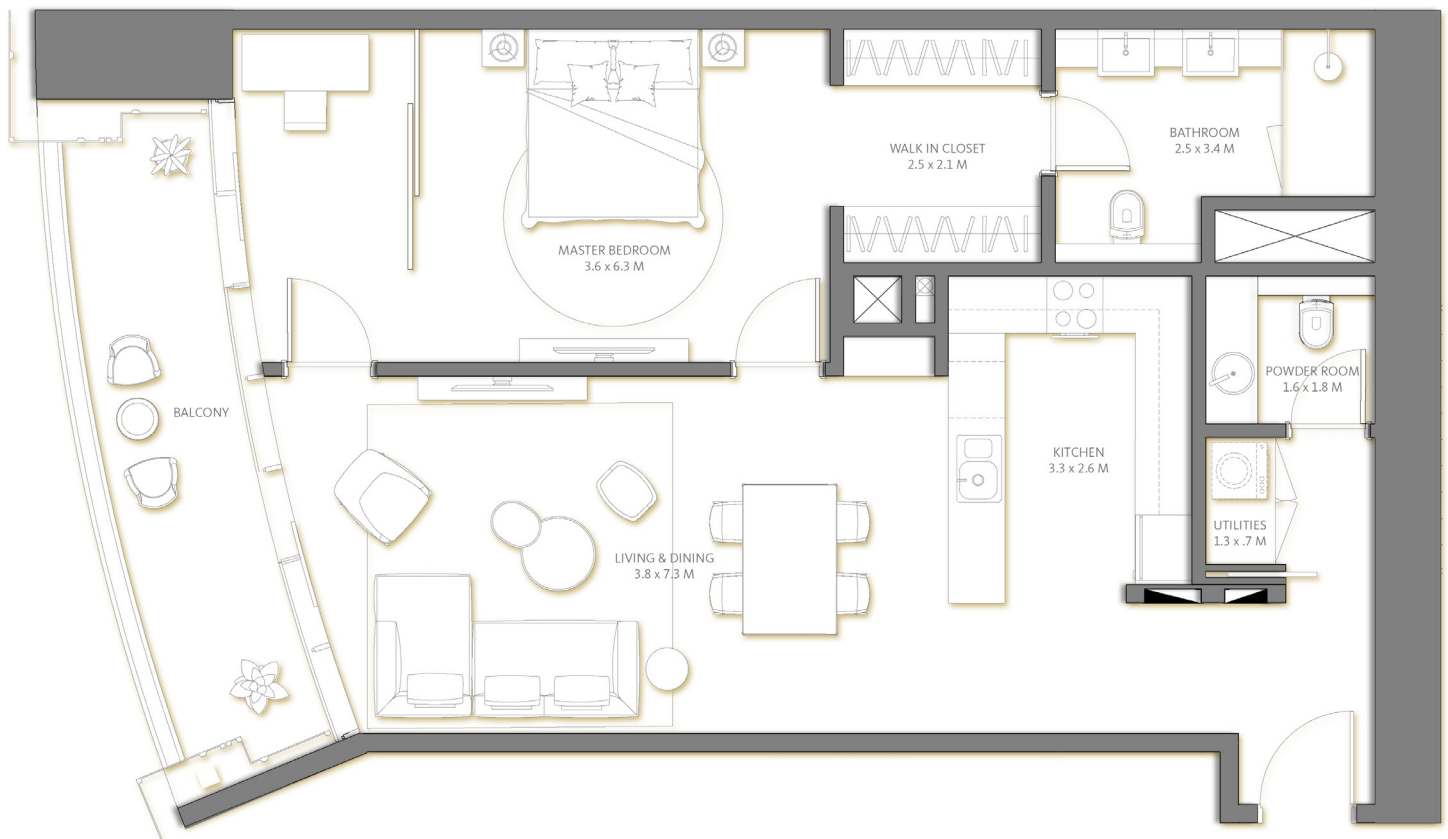 BATHROOM
2.5 x 3.4 M
WALK IN CLOSET
2.5 x 2.1 M
MASTER BEDROOM
3.6 x 6.3 M
POWDER ROOM
1.6 x 1.8 M
BALCONY
KITCHEN
3.3 x 2.6 M
UTILITIES
1.3 x .7 M
LIVING & DINING
3.8 x 7.3 M